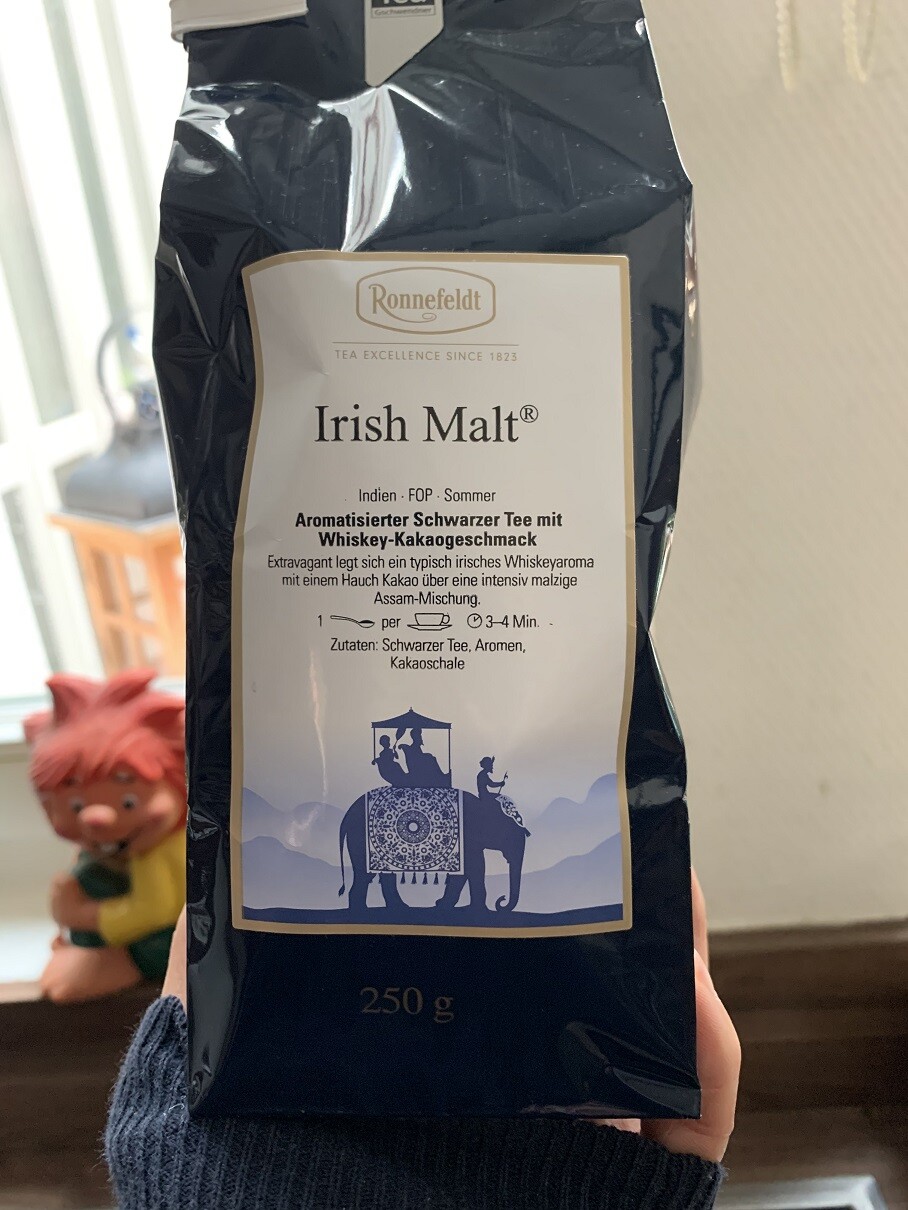 Tea
Gschwendner
Ronnefeldt
TEA EXCELLENCE SINCE 1823
Irish Malt®
Indien · FOP · Sommer
Aromatisierter Schwarzer Tee mit
Whiskey-Kakaogeschmack
Extravagant legt sich ein typisch irisches Whiskeyaroma
mit einem Hauch Kakao über eine intensiv malzige
Assam-Mischung.
1 per 3–4 Min.
Zutaten: Schwarzer Tee, Aromen,
Kakaoschale
250 g